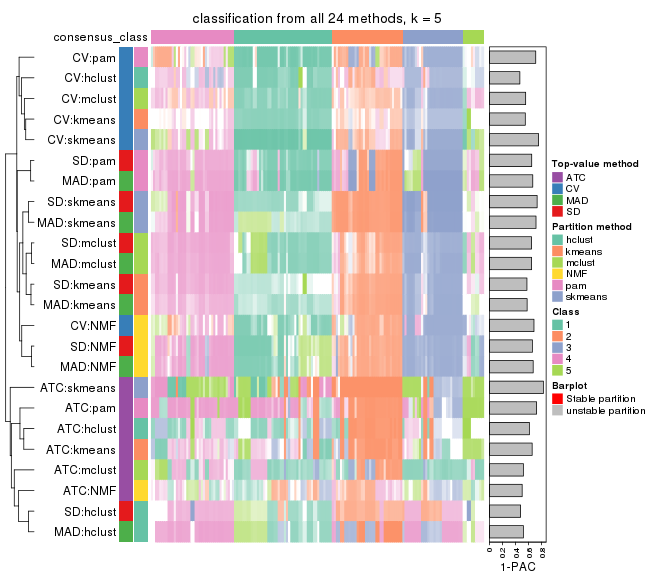 classification from all 24 methods, k = 5
consensus_class
CV:pam
CV:hclust
CV:mclust
CV:kmeans
CV:skmeans
SD:pam
MAD:pam
SD:skmeans
MAD:skmeans
SD:mclust
MAD:mclust
SD:kmeans
MAD:kmeans
CV:NMF
SD:NMF
MAD:NMF
ATC:skmeans
ATC:pam
ATC:hclust
ATC:kmeans
ATC:mclust
ATC:NMF
SD:hclust
MAD:hclust
0
0.2
0.4
0.6
0.8
1-PAC
Top-value method
ATC
CV
MAD
SD
Partition method
hclust
kmeans
mclust
NMF
pam
skmeans
Class
1
2
3
4
5
Barplot
Stable partition
unstable partition